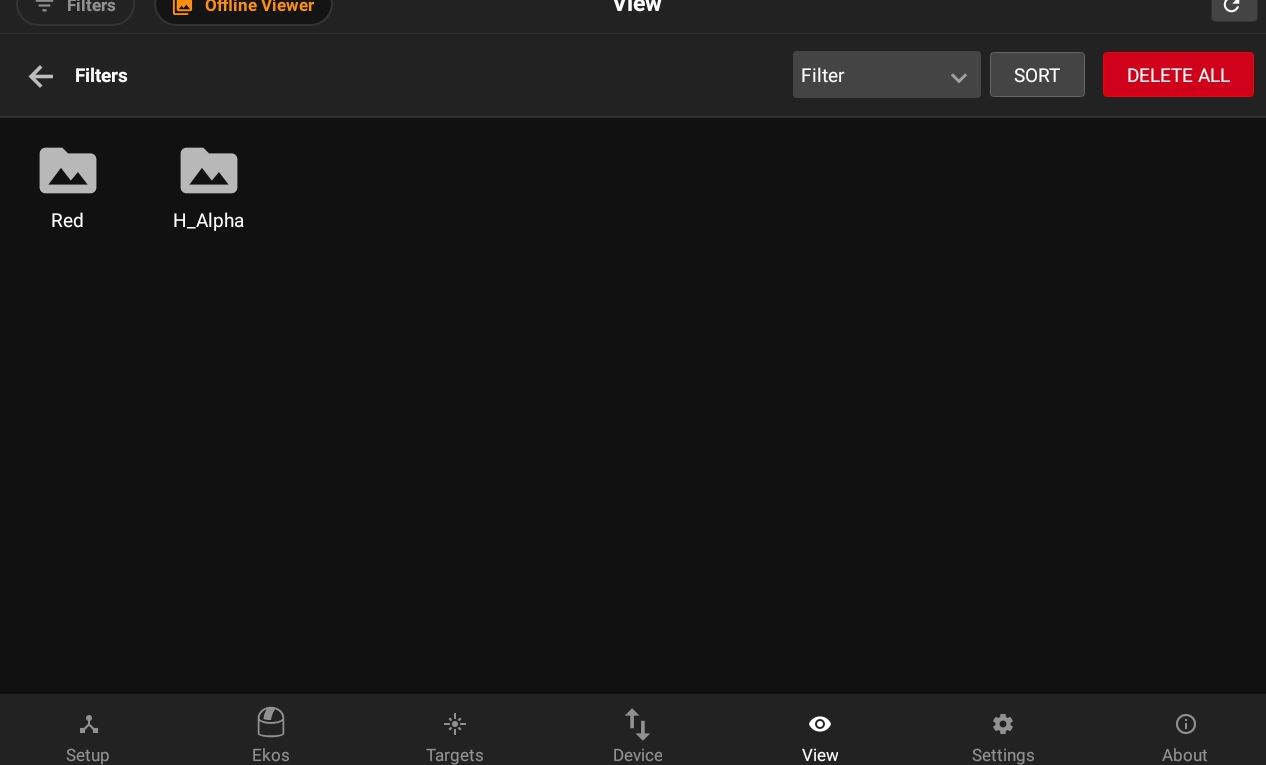 Filters
Offline Viewer
View
Filters
Filter
SORT
DELETE ALL
Red
H_Alpha
Setup
Ekos
Targets
Device
View
Settings
About